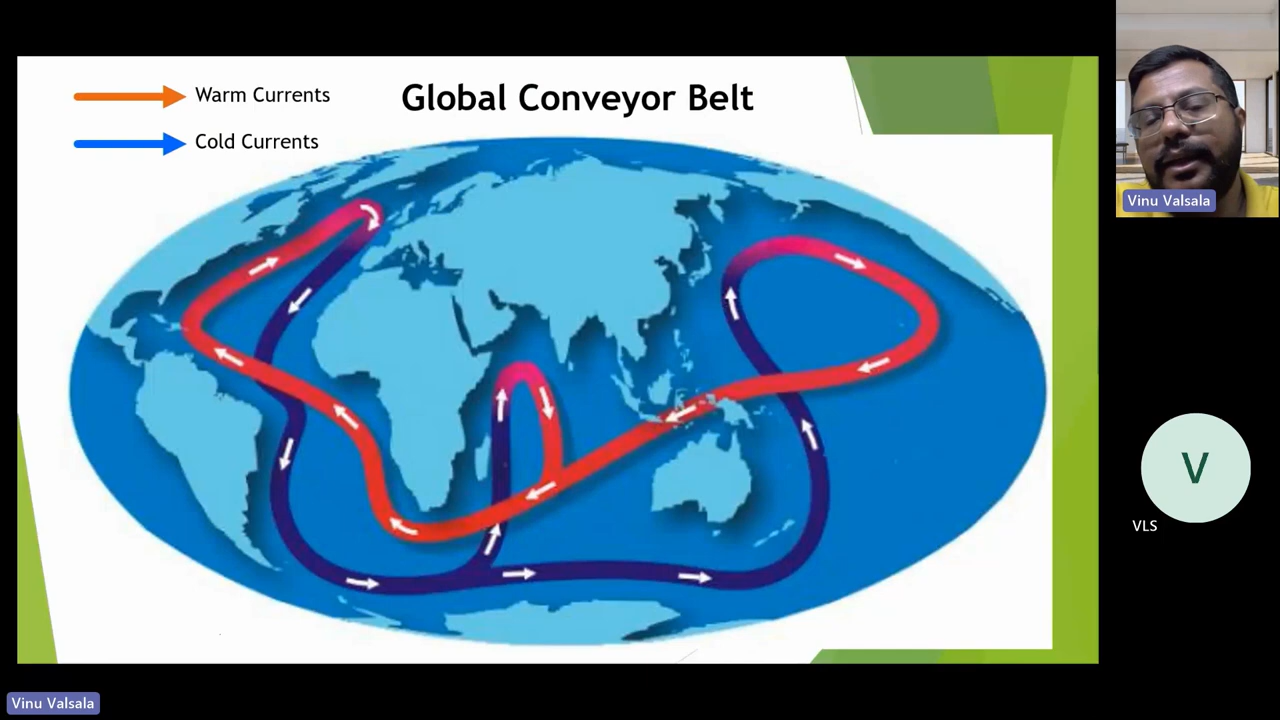 Warm Currents
Global Conveyor Belt
Cold Currents
Vinu Valsala
V
VLS
Vinu Valsala